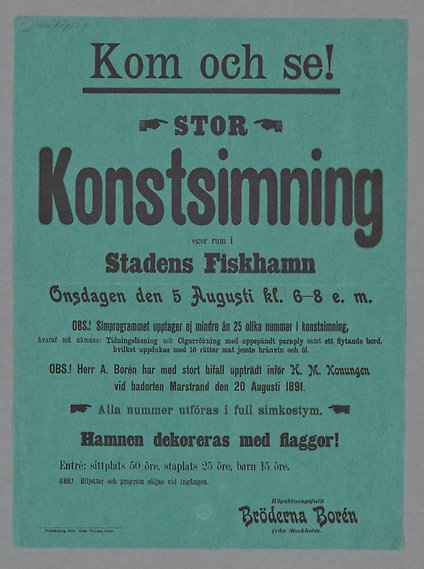 Kom och se!
STOR
Konstsimning
eger rum i
Stadens Fiskhamn
Onsdagen den 5 Augusti kl. 6–8 e. m.
OBS.! Simprogrammet upptager ej mindre än 25 olika nummer i konstsimning,
hvaraf må nämnas: Tidningsläsning och Cigarrökning med uppspändt paraply samt ett flytande bord,
hvilket uppdukas med 10 rätter mat jemte bränvin och öl.
OBS.! Herr A. Borén har med stort bifall uppträdt inför H. M. Konungen
vid badorten Marstrand den 20 Augusti 1891.
Alla nummer utföras i full simkostym.
Hamnen dekoreras med flaggor!
Entré: sittplats 50 öre, staplats 25 öre, barn 15 öre.
OBS! Biljetter och program säljas vid ingången.
Högaktningsfullt
Bröderna Borén
från Stockholm.